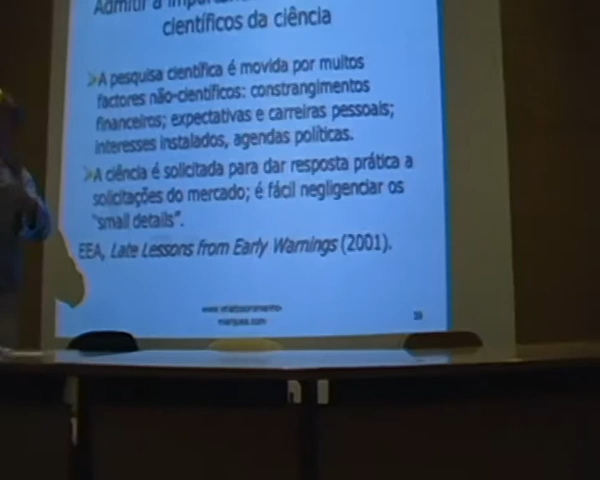 Admitir a
científicos da ciência
A pesquisa científica é movida por muitos
factores não-científicos: constrangimentos
financeiros; expectativas e carreiras pessoais;
interesses instalados, agendas políticas.
A ciência é solicitada para dar resposta prática a
solicitações do mercado; é fácil negligenciar os
"small details".
EEA, Late Lessons from Early Warnings (2001).